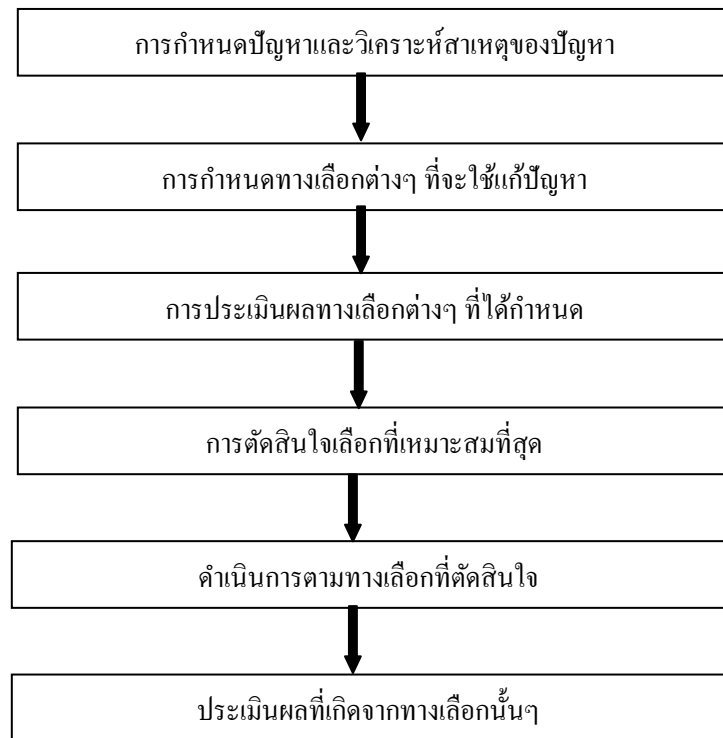 การกำหนดปัญหาและวิเคราะห์สาเหตุของปัญหา
การกำหนดทางเลือกต่างๆ ที่จะใช้แก้ปัญหา
การประเมินผลทางเลือกต่างๆ ที่ได้กำหนด
การตัดสินใจเลือกที่เหมาะสมที่สุด
ดำเนินการตามทางเลือกที่ตัดสินใจ
ประเมินผลที่เกิดจากทางเลือกนั้นๆ